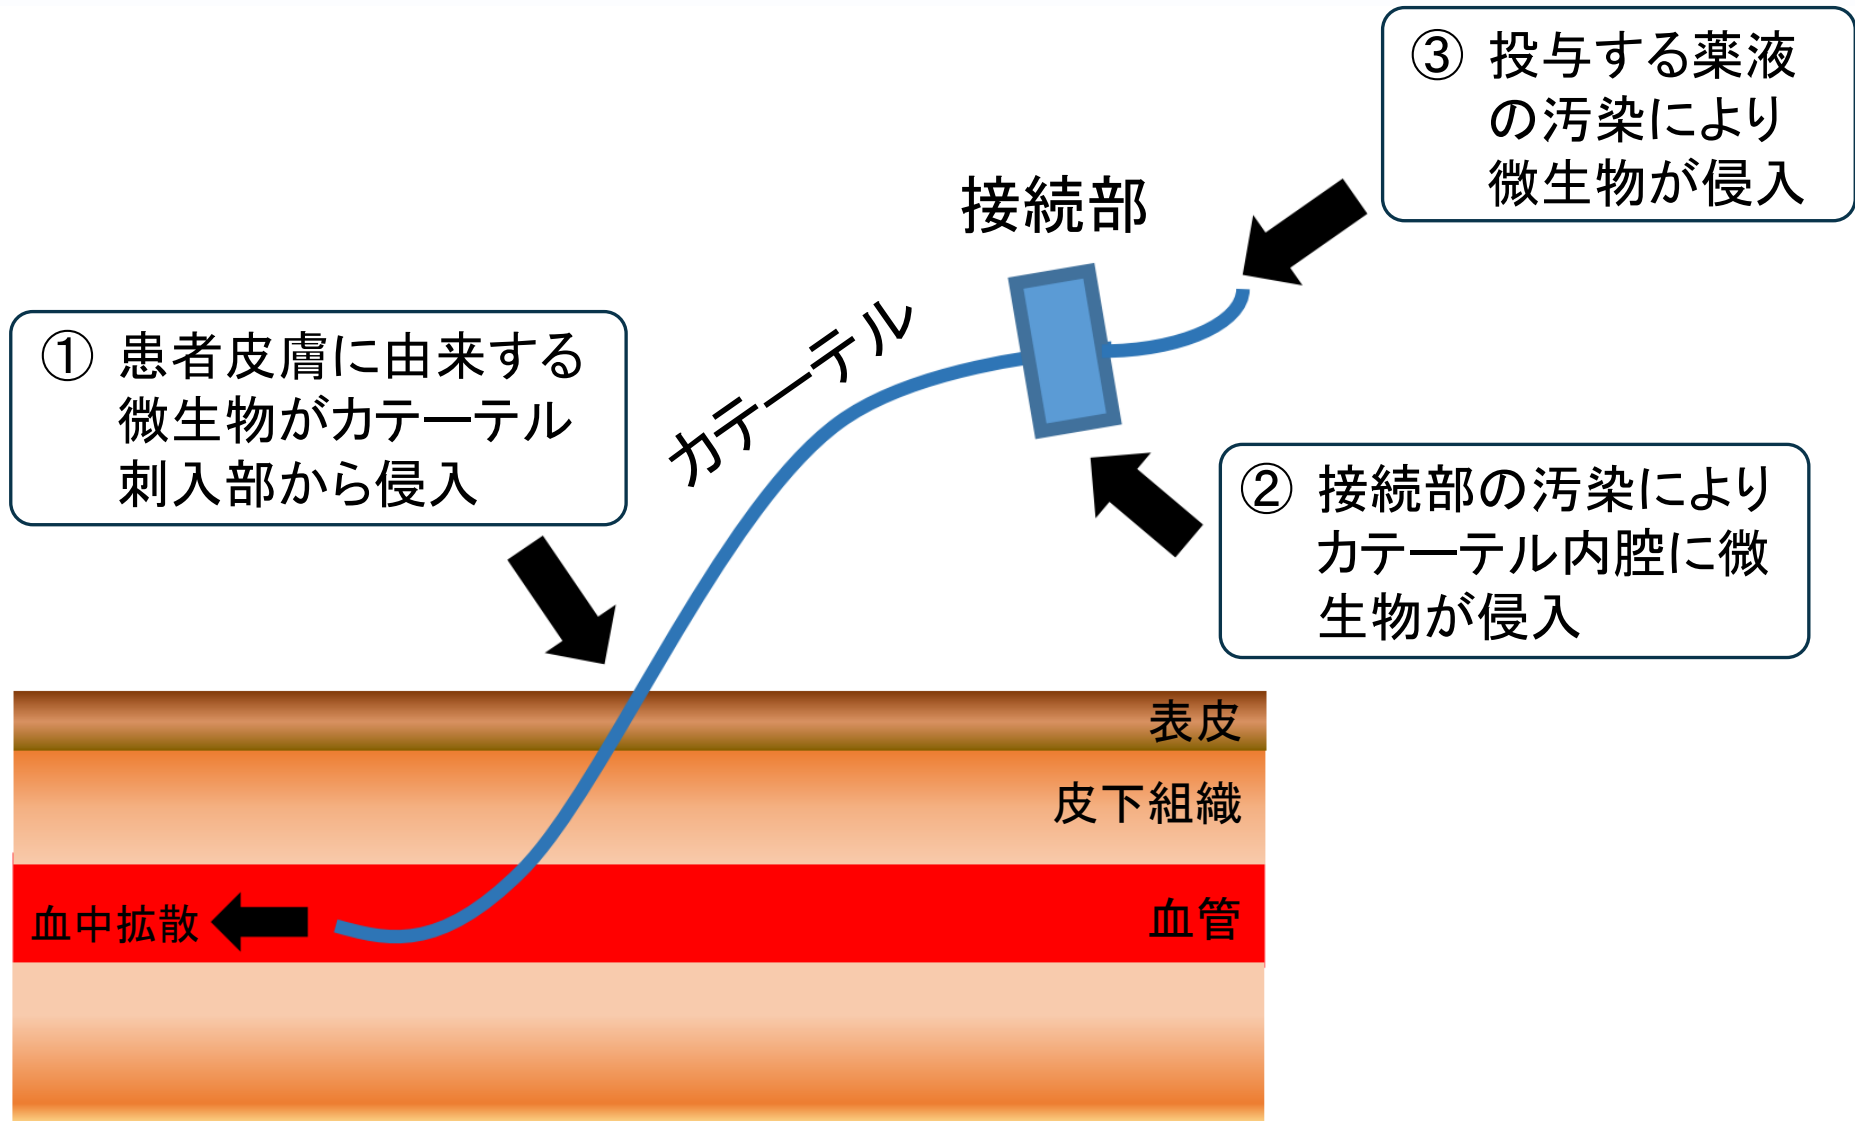 ③ 投与する薬液
の汚染により
微生物が侵入
接続部
カテーテル
① 患者皮膚に由来する
微生物がカテーテル
刺入部から侵入
② 接続部の汚染により
カテーテル内腔に微
生物が侵入
表皮
皮下組織
血中拡散
血管